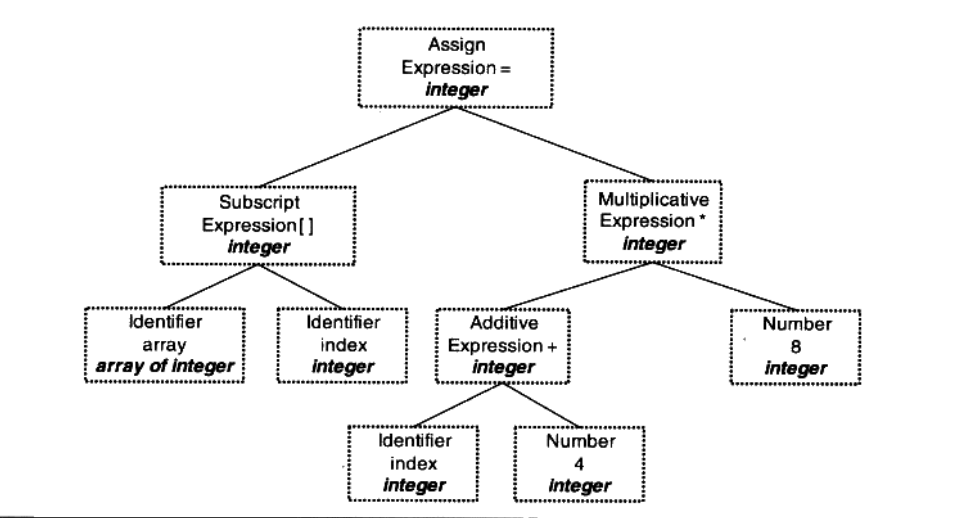 Assign
Expression =
integer
Subscript
Expression[ ]
integer
Multiplicative
Expression *
integer
Identifier
array
array of integer
Identifier
index
integer
Additive
Expression +
integer
Number
8
integer
Identifier
index
integer
Number
4
integer